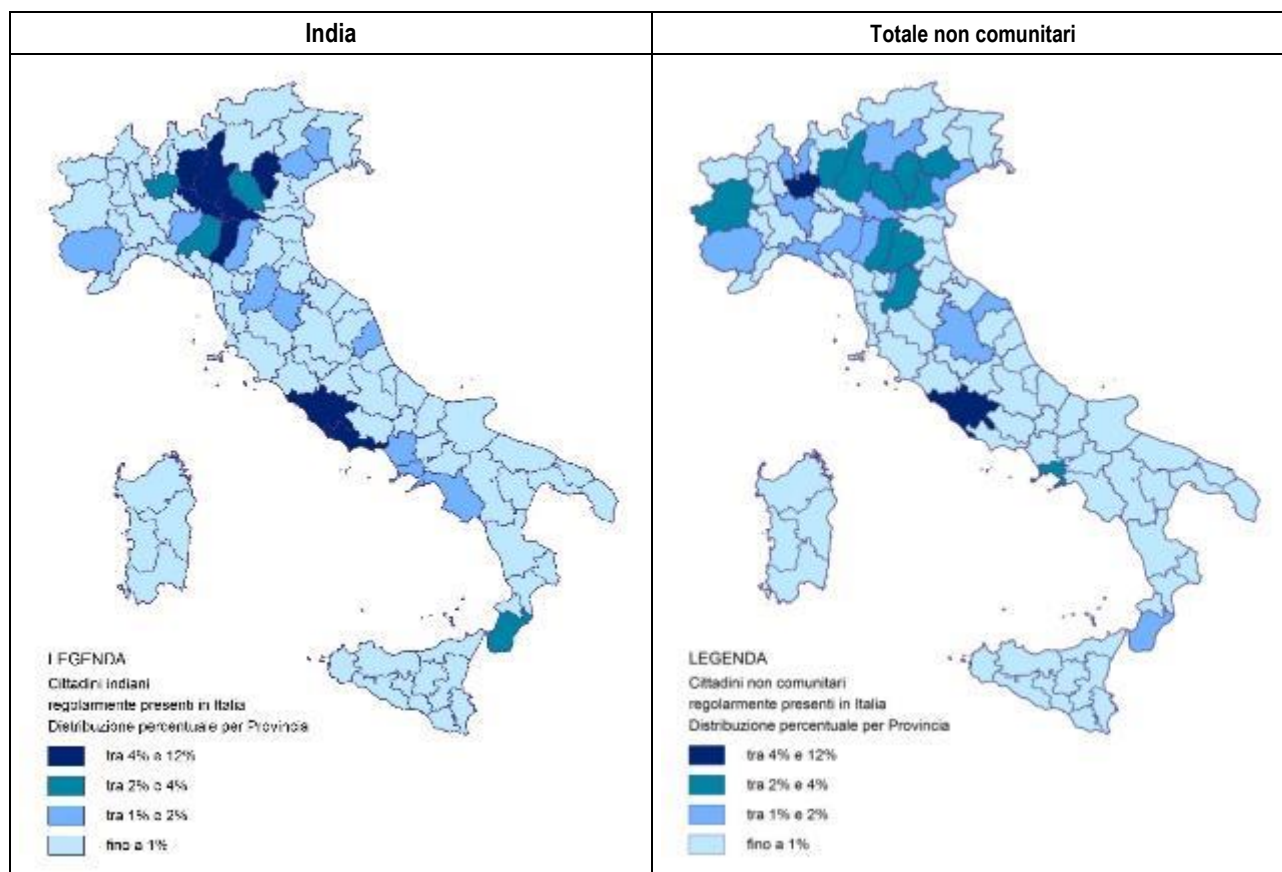 India
Totale non comunitari
LEGENDA
Cittadini indiani
regolarmente presenti in Italia
Distribuzione percentuale per Provincia
tra 4% e 12%
tra 2% e 4%
tra 1% e 2%
fino a 1%
LEGENDA
Cittadini non comunitari
regolarmente presenti in Italia
Distribuzione percentuale per Provincia
tra 4% e 12%
tra 2% e 4%
tra 1% e 2%
fino a 1%